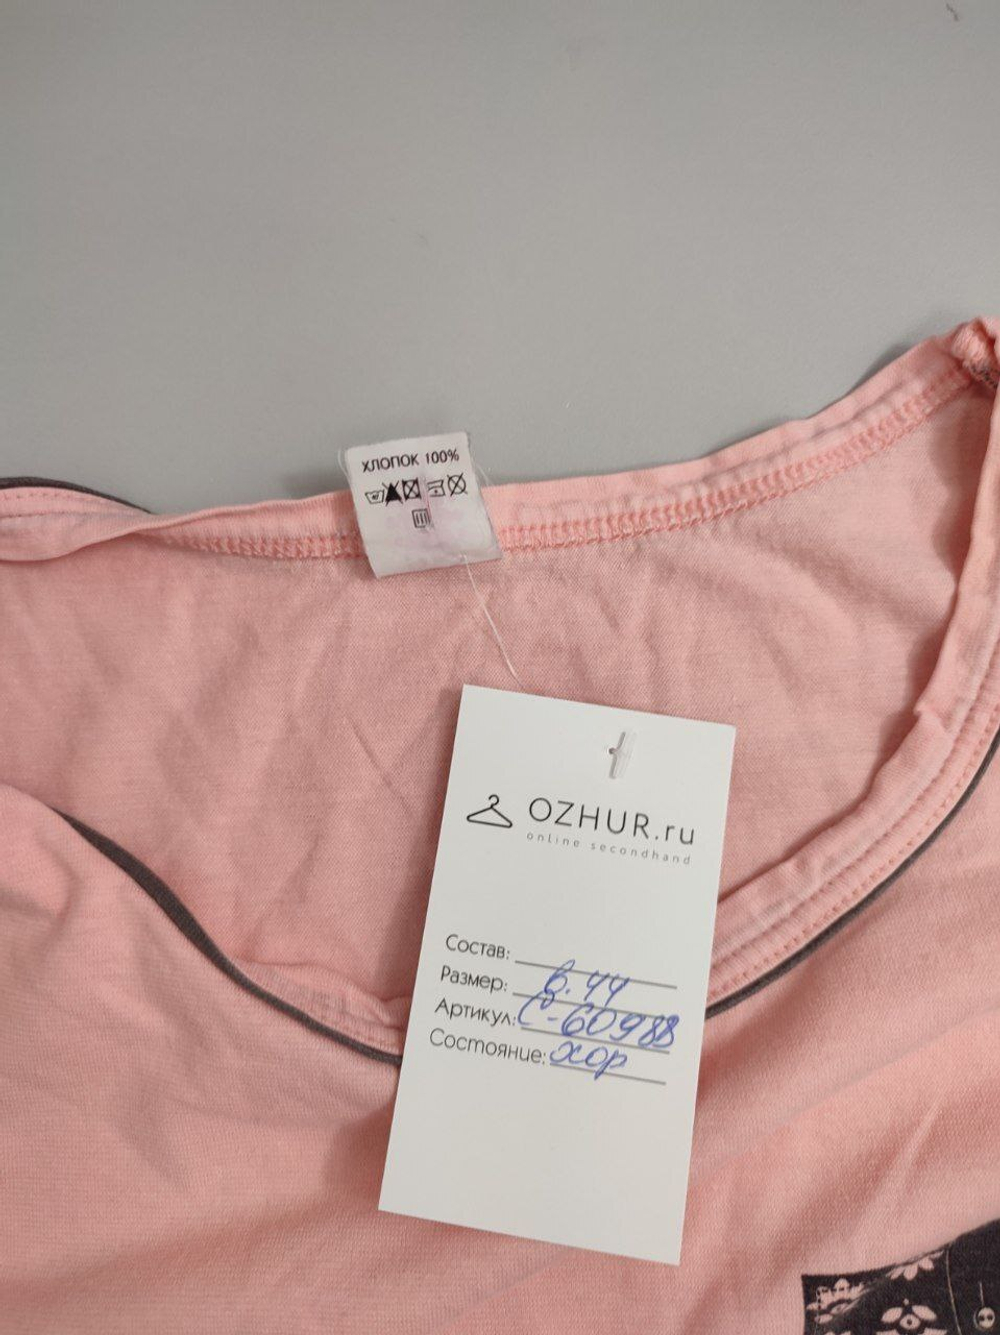 ХЛОПОК 100%
OZHUR.ru
online secondhand
Состав:
Размер: в. 44
Артикул: С-60988
Состояние: хор